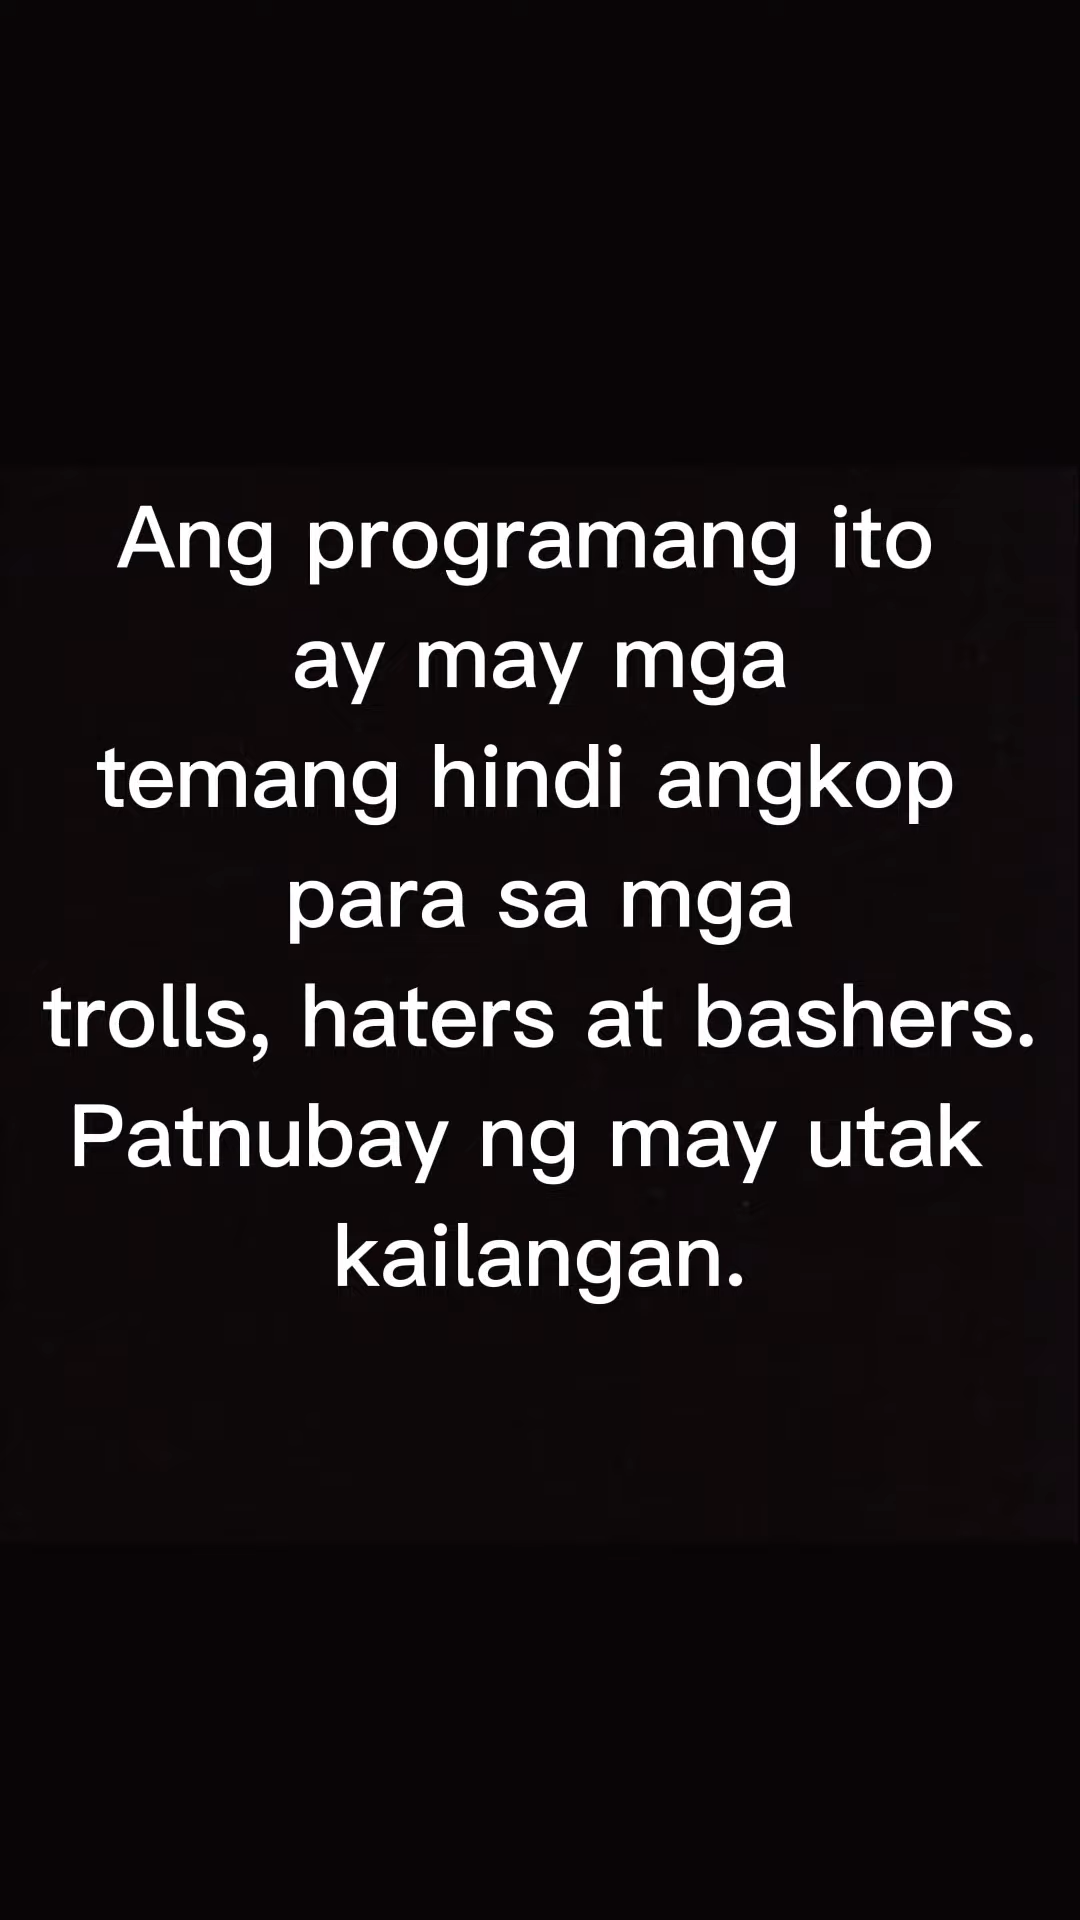 Ang programang ito
ay may mga
temang hindi angkop
para sa mga
trolls, haters at bashers.
Patnubay ng may utak
kailangan.